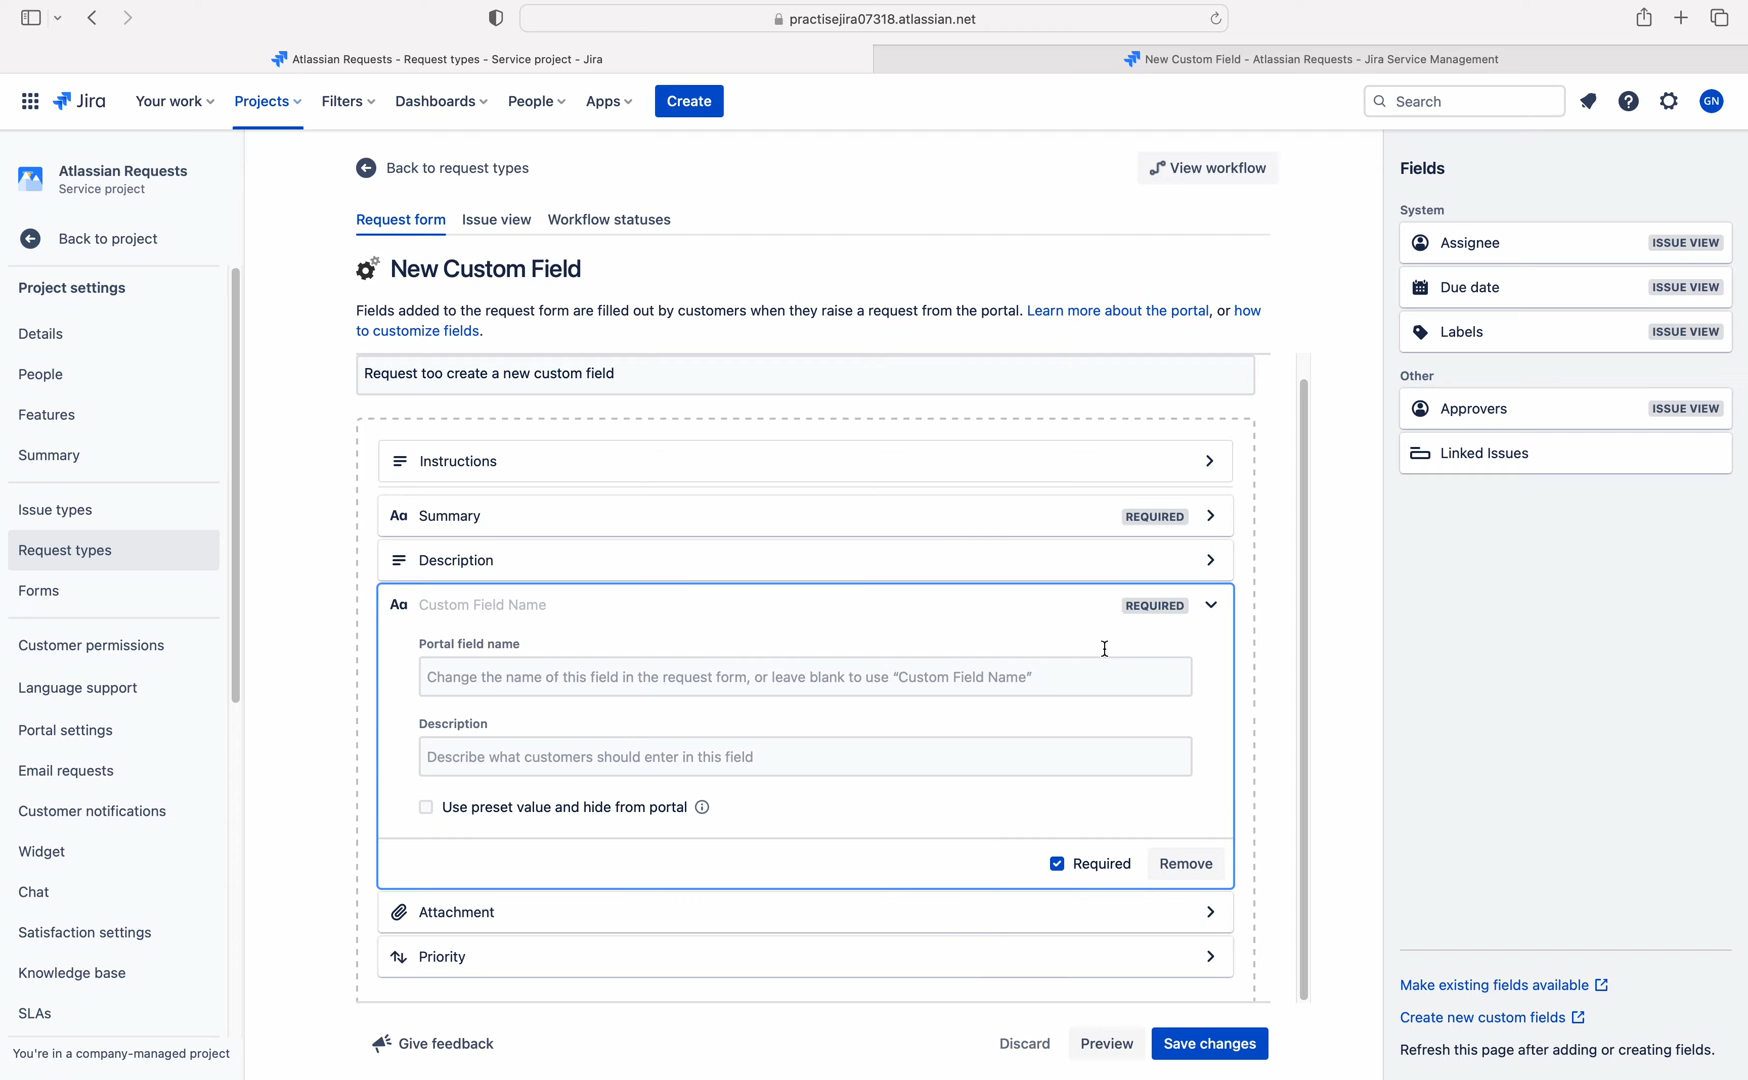 practisejira07318.atlassian.net
Atlassian Requests - Request types - Service project - Jira
New Custom Field - Atlassian Requests - Jira Service Management
Jira
Your work
Projects
Filters
Dashboards
People
Apps
Create
Search
GN
Atlassian Requests
Service project
Back to project
Project settings
Details
People
Features
Summary
Issue types
Request types
Forms
Customer permissions
Language support
Portal settings
Email requests
Customer notifications
Widget
Chat
Satisfaction settings
Knowledge base
SLAs
You're in a company-managed project
Back to request types
View workflow
Request form
Issue view
Workflow statuses
New Custom Field
Fields added to the request form are filled out by customers when they raise a request from the portal. Learn more about the portal, or how
to customize fields.
Request too create a new custom field
Instructions
Aa Summary REQUIRED
Description
Aa Custom Field Name REQUIRED
Portal field name
Change the name of this field in the request form, or leave blank to use “Custom Field Name”
Description
Describe what customers should enter in this field
Use preset value and hide from portal
Required
Remove
Attachment
Priority
Give feedback
Discard
Preview
Save changes
Fields
System
Assignee ISSUE VIEW
Due date ISSUE VIEW
Labels ISSUE VIEW
Other
Approvers ISSUE VIEW
Linked Issues
Make existing fields available
Create new custom fields
Refresh this page after adding or creating fields.